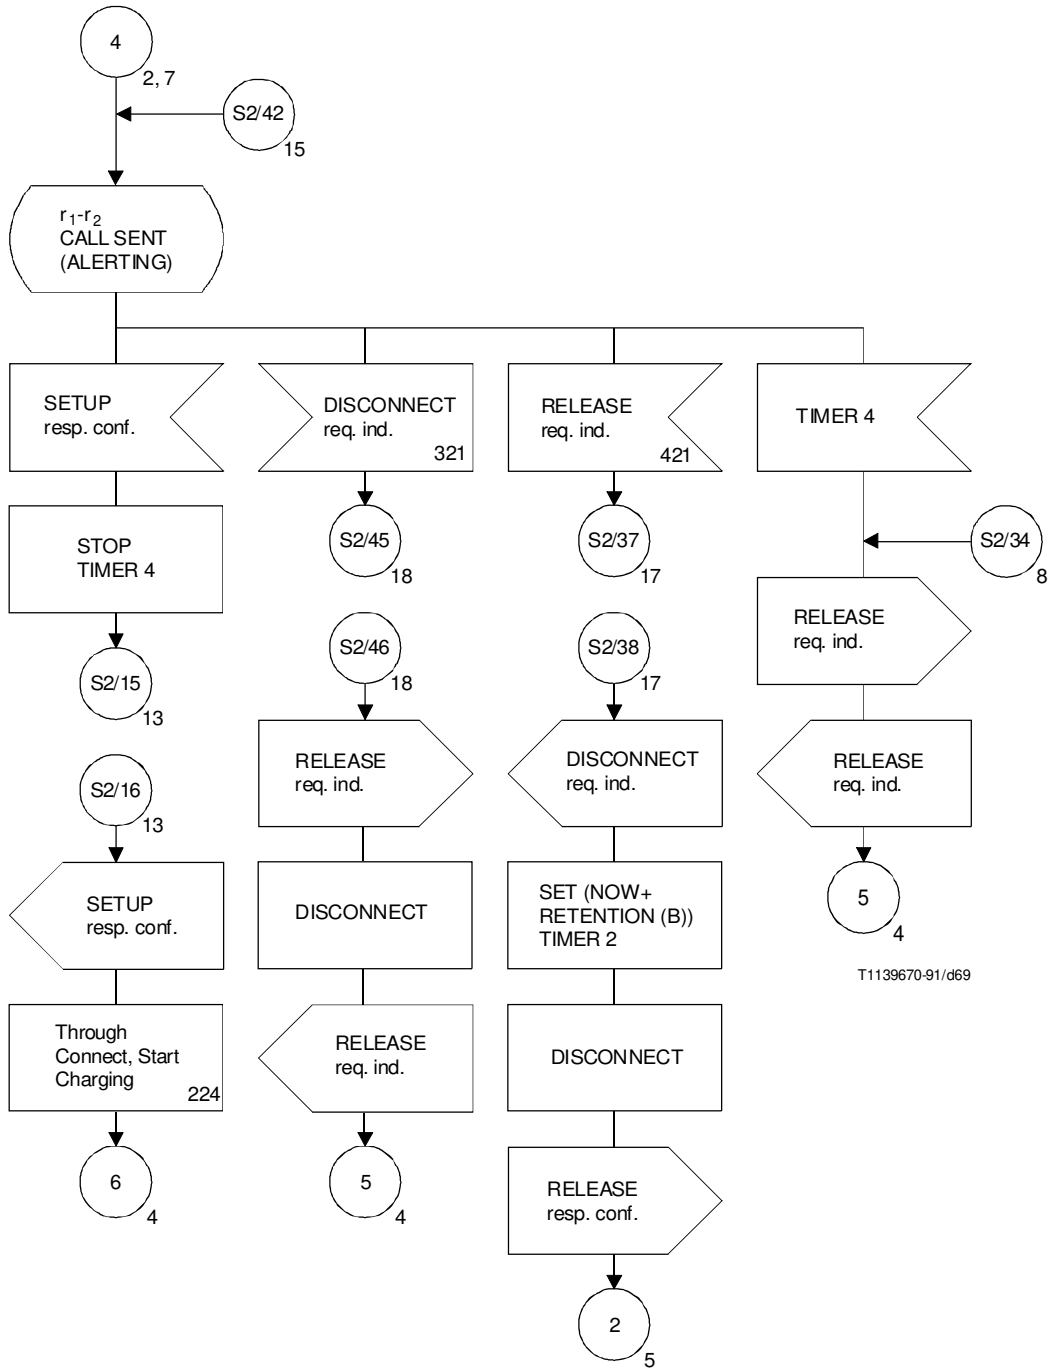 4
2, 7
S2/42
15
r1-r2
CALL SENT
(ALERTING)
SETUP
resp. conf.
DISCONNECT
req. ind.
321
RELEASE
req. ind.
421
TIMER 4
STOP
TIMER 4
S2/45
18
S2/37
17
S2/34
8
RELEASE
req. ind.
S2/15
13
S2/46
18
S2/38
17
S2/16
13
RELEASE
req. ind.
DISCONNECT
req. ind.
RELEASE
req. ind.
SETUP
resp. conf.
DISCONNECT
SET (NOW+
RETENTION (B))
TIMER 2
5
4
T1139670-91/d69
Through
Connect, Start
Charging
224
RELEASE
req. ind.
DISCONNECT
6
4
5
4
RELEASE
resp. conf.
2
5